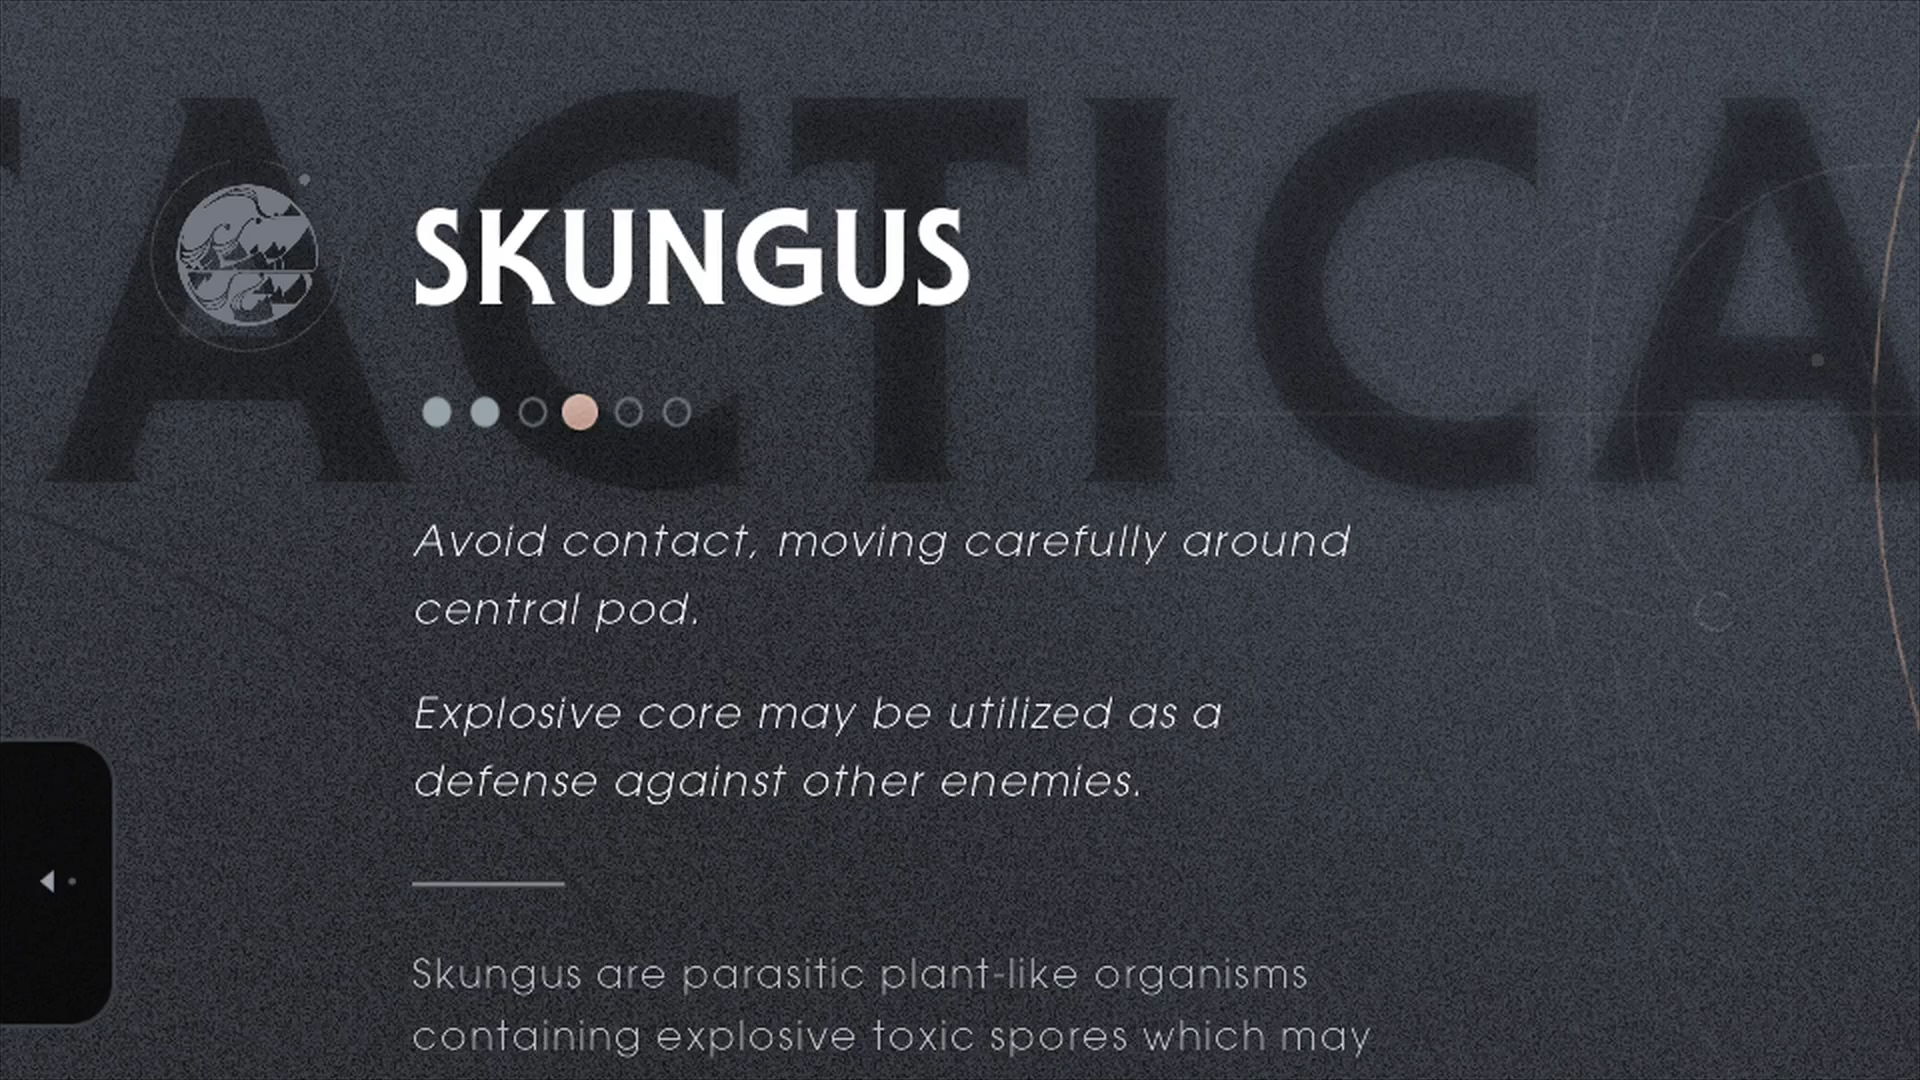 TACTICA
SKUNGUS
Avoid contact, moving carefully around
central pod.
Explosive core may be utilized as a
defense against other enemies.
Skungus are parasitic plant-like organisms
containing explosive toxic spores which may